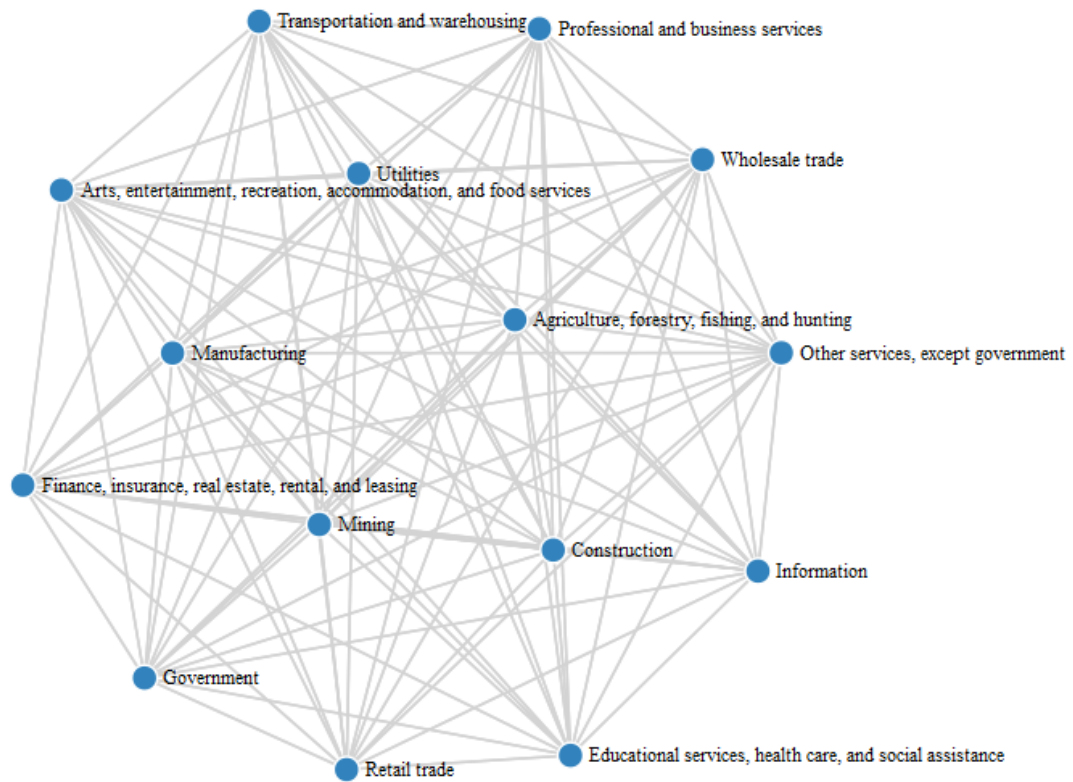 Transportation and warehousing
Professional and business services
Wholesale trade
Utilities
Arts, entertainment, recreation, accommodation, and food services
Agriculture, forestry, fishing, and hunting
Manufacturing
Other services, except government
Finance, insurance, real estate, rental, and leasing
Mining
Construction
Information
Government
Educational services, health care, and social assistance
Retail trade